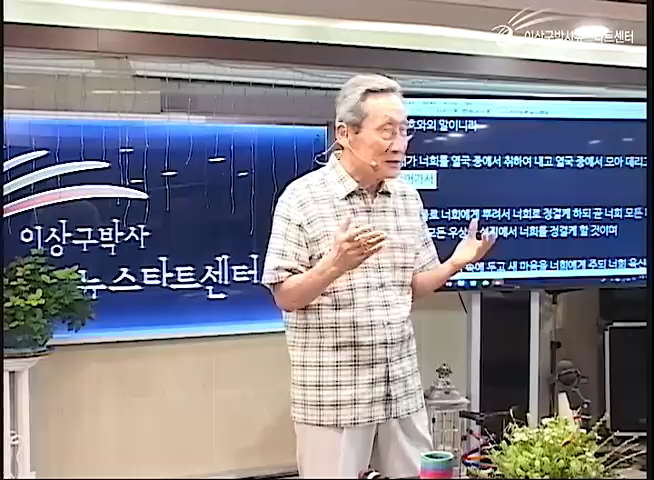 이상구박사뉴스타트센터
호와의 말이니라
가 너희를 열국 중에서 취하여 내고 열국 중에서 모아 데리고
로 너희에게 뿌려서 너희로 정결케 하되 곧 너희 모든
모든 우상 에서 너희를 정결케 할 것이며
속에 두고 새 마음을 너희에게 주되 너희 육신
이상구박사
뉴스타트센터